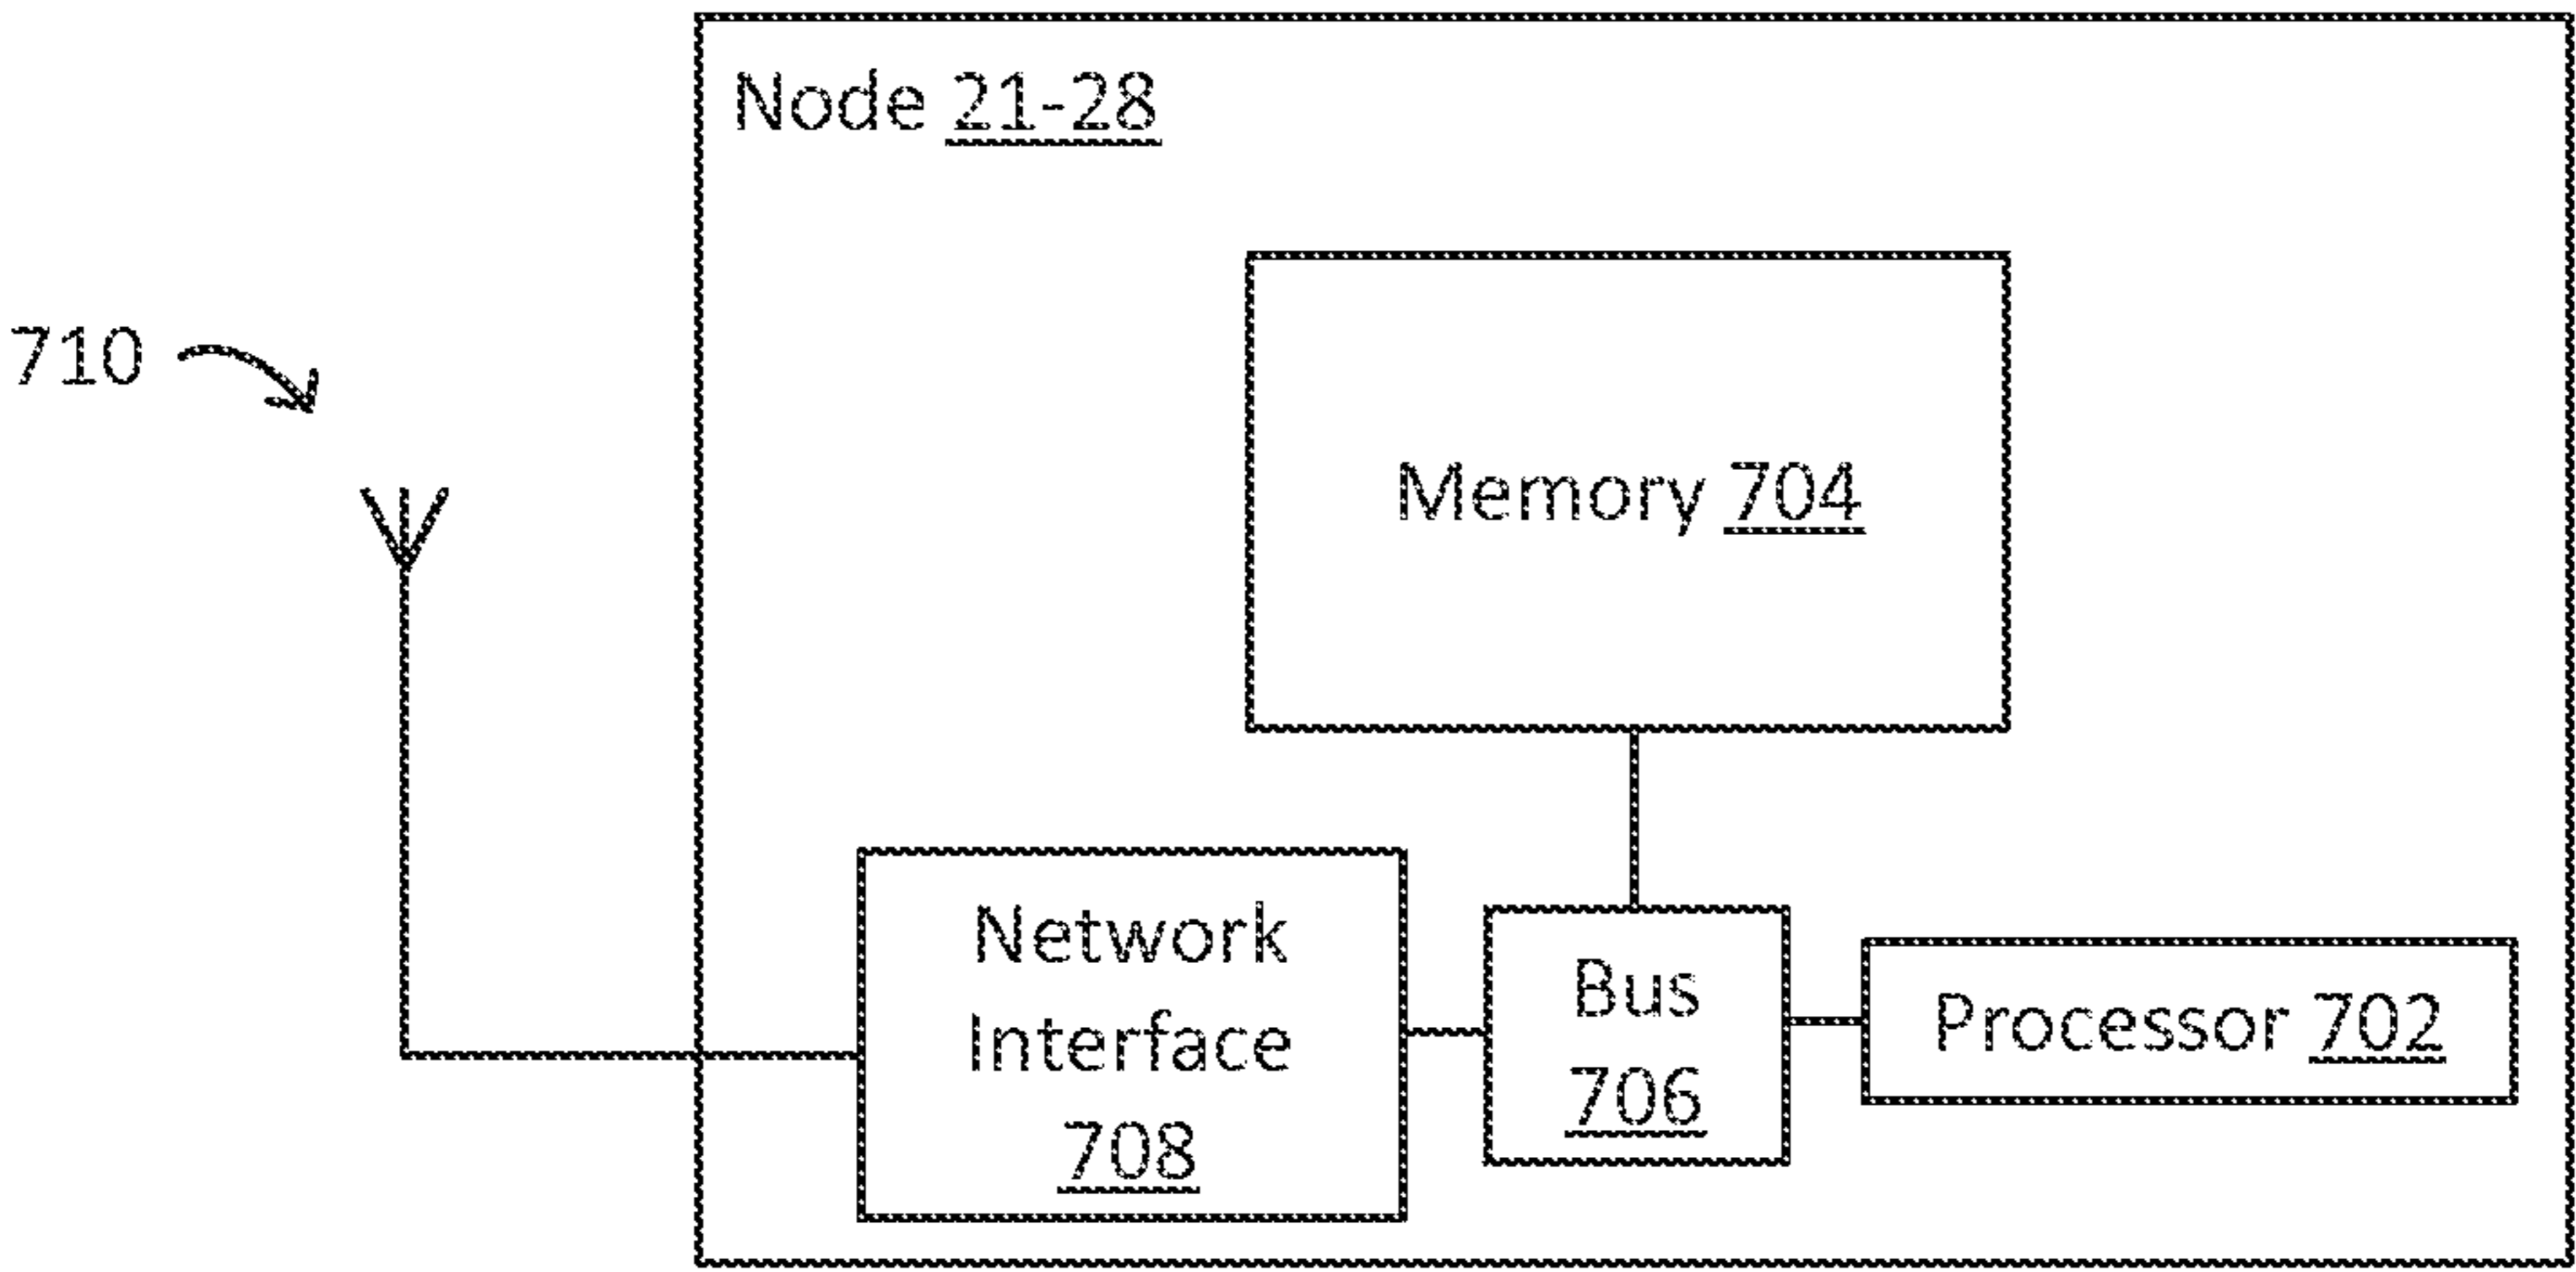 Node 21-28
710
Memory 704
Network
Interface
708
Bus
706
Processor 702